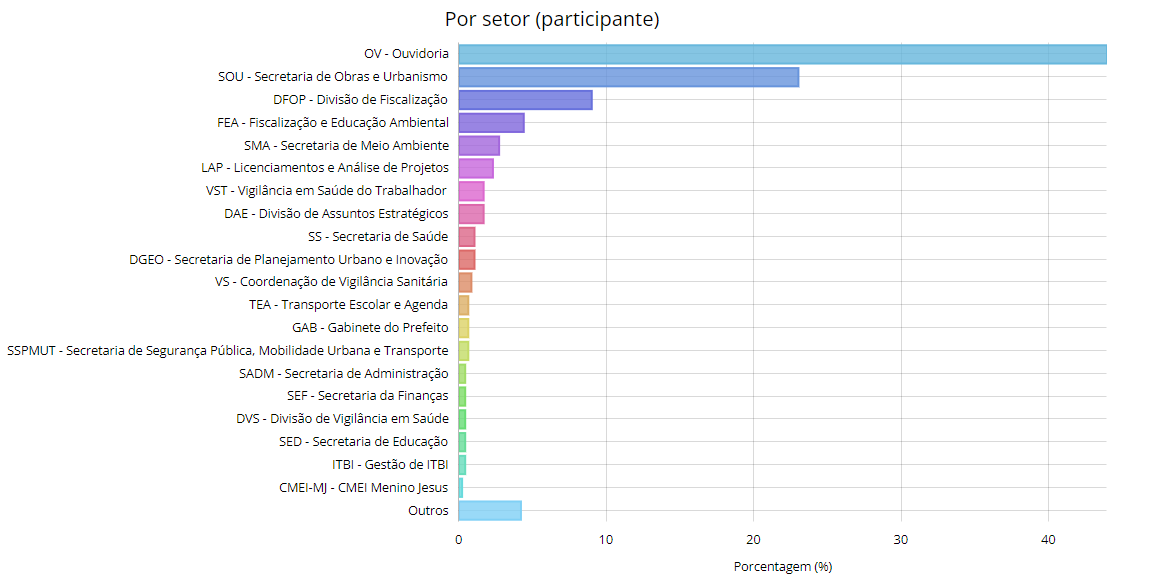 Por setor (participante)
OV - Ouvidoria
SOU - Secretaria de Obras e Urbanismo
DFOP - Divisão de Fiscalização
FEA - Fiscalização e Educação Ambiental
SMA - Secretaria de Meio Ambiente
LAP - Licenciamentos e Análise de Projetos
VST - Vigilância em Saúde do Trabalhador
DAE - Divisão de Assuntos Estratégicos
SS - Secretaria de Saúde
DGEO - Secretaria de Planejamento Urbano e Inovação
VS - Coordenação de Vigilância Sanitária
TEA - Transporte Escolar e Agenda
GAB - Gabinete do Prefeito
SSPMUT - Secretaria de Segurança Pública, Mobilidade Urbana e Transporte
SADM - Secretaria de Administração
SEF - Secretaria da Finanças
DVS - Divisão de Vigilância em Saúde
SED - Secretaria de Educação
ITBI - Gestão de ITBI
CMEI-MJ - CMEI Menino Jesus
Outros
0 10 20 30 40
Porcentagem (%)